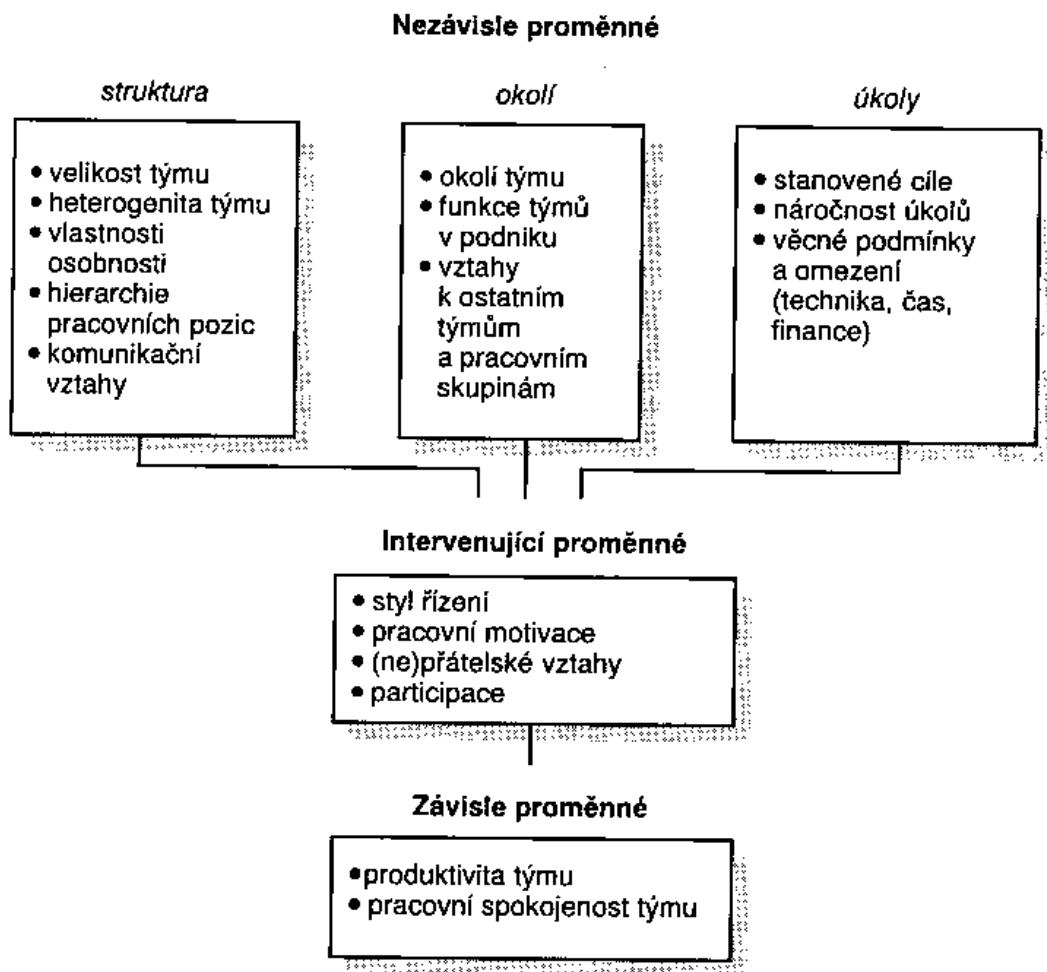 Nezávisle proměnné
struktura
• velikost týmu
• heterogenita týmu
• vlastnosti
osobnosti
• hierarchie
pracovních pozic
• komunikační
vztahy
okolí
• okolí týmu
• funkce týmů
v podniku
• vztahy
k ostatním
týmům
a pracovním
skupinám
úkoly
• stanovené cíle
• náročnost úkolů
• věcné podmínky
a omezení
(technika, čas,
finance)
Intervenující proměnné
• styl řízení
• pracovní motivace
• (ne)přátelské vztahy
• participace
Závisle proměnné
• produktivita týmu
• pracovní spokojenost týmu